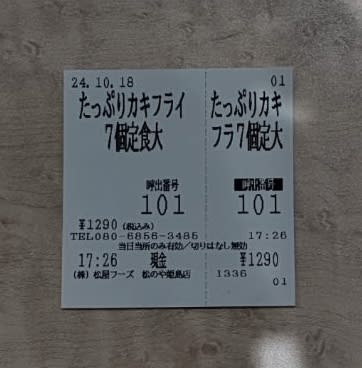 24.10.18
たっぷりカキフライ
7個定食大
呼出番号
101
¥1290(税込み)
TEL080-6856-3485
当日当所のみ有効/切りはなし無効
17:26 現金
(株) 松屋フーズ 松のや姫島店
01
たっぷりカキ
フラ7個定大
呼出番号
101
17:26
¥1290
1336
01